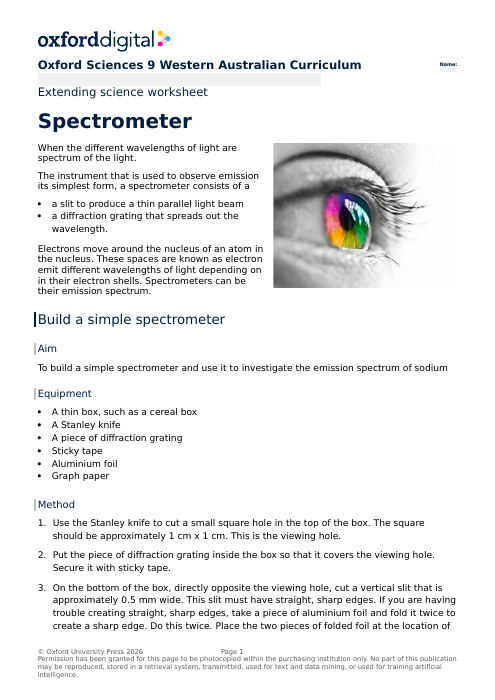 oxforddigital
Oxford Sciences 9 Western Australian Curriculum
Name:
Extending science worksheet
Spectrometer
When the different wavelengths of light are
spectrum of the light.
The instrument that is used to observe emission
its simplest form, a spectrometer consists of a
• a slit to produce a thin parallel light beam
• a diffraction grating that spreads out the
wavelength.
Electrons move around the nucleus of an atom in
the nucleus. These spaces are known as electron
emit different wavelengths of light depending on
in their electron shells. Spectrometers can be
their emission spectrum.
Build a simple spectrometer
Aim
To build a simple spectrometer and use it to investigate the emission spectrum of sodium
Equipment
• A thin box, such as a cereal box
• A Stanley knife
• A piece of diffraction grating
• Sticky tape
• Aluminium foil
• Graph paper
Method
1. Use the Stanley knife to cut a small square hole in the top of the box. The square
should be approximately 1 cm x 1 cm. This is the viewing hole.
2. Put the piece of diffraction grating inside the box so that it covers the viewing hole.
Secure it with sticky tape.
3. On the bottom of the box, directly opposite the viewing hole, cut a vertical slit that is
approximately 0.5 mm wide. This slit must have straight, sharp edges. If you are having
trouble creating straight, sharp edges, take a piece of aluminium foil and fold it twice to
create a sharp edge. Do this twice. Place the two pieces of folded foil at the location of
© Oxford University Press 2026 Page 1
Permission has been granted for this page to be photocopied within the purchasing institution only. No part of this publication
may be reproduced, stored in a retrieval system, transmitted, used for text and data mining, or used for training artificial
intelligence.